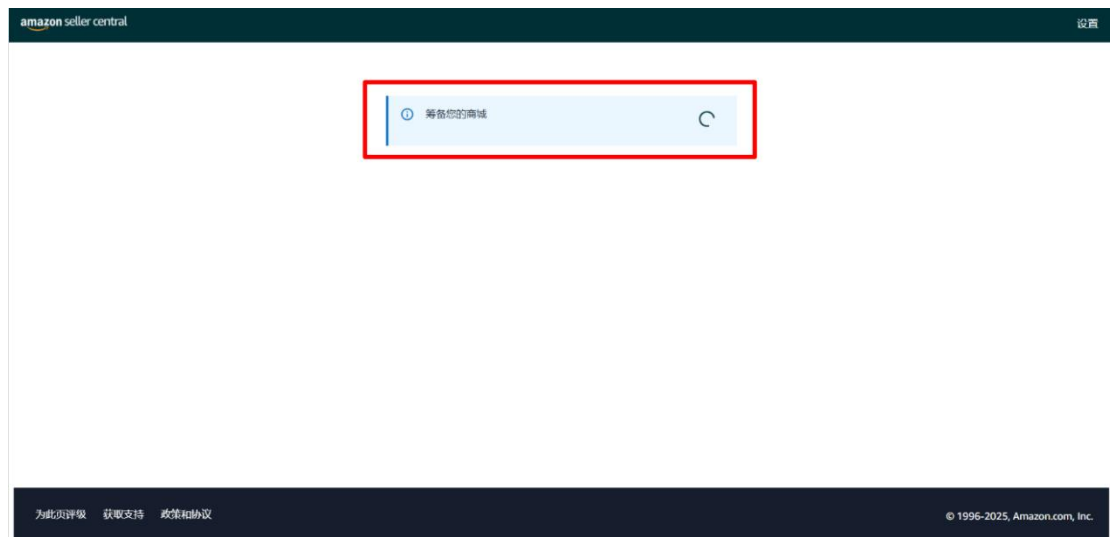 amazon seller central
设置
筹备您的商城
为此页评级 获取支持 政策和协议
© 1996-2025, Amazon.com, Inc.